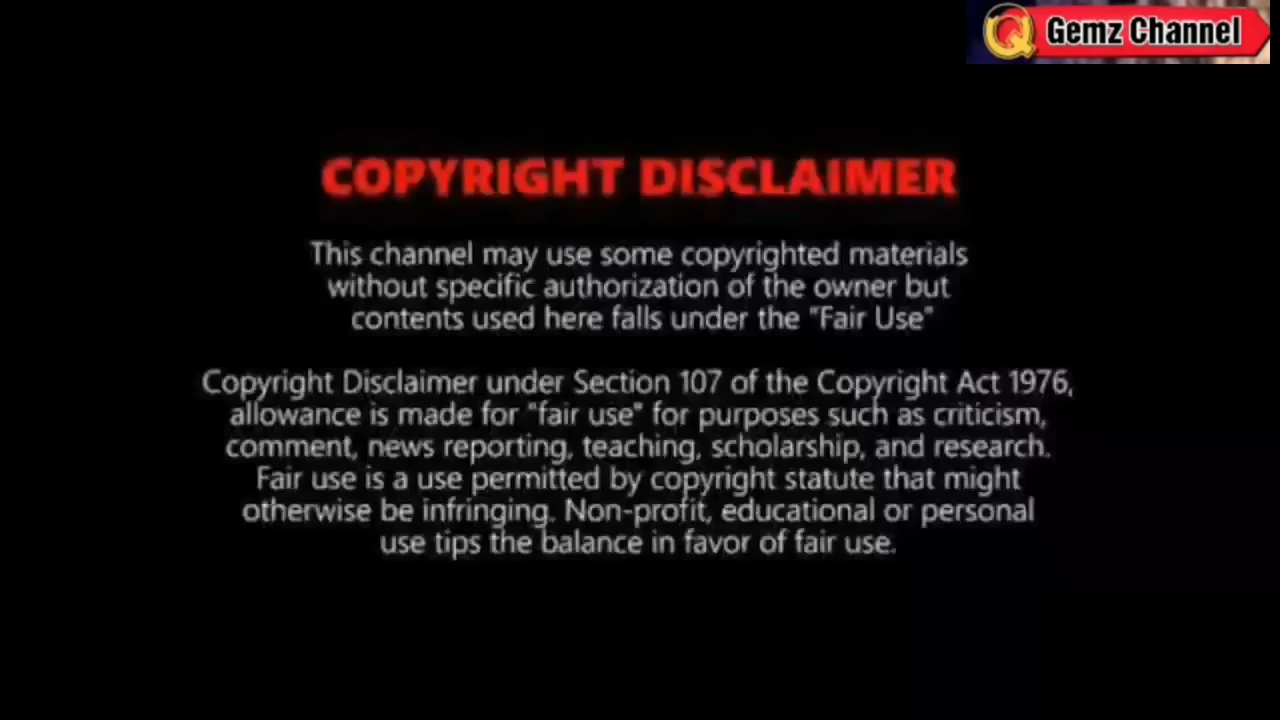 Gemz Channel
COPYRIGHT DISCLAIMER
This channel may use some copyrighted materials
without specific authorization of the owner but
contents used here falls under the "Fair Use"
Copyright Disclaimer under Section 107 of the Copyright Act 1976,
allowance is made for "fair use" for purposes such as criticism,
comment, news reporting, teaching, scholarship, and research.
Fair use is a use permitted by copyright statute that might
otherwise be infringing. Non-profit, educational or personal
use tips the balance in favor of fair use.